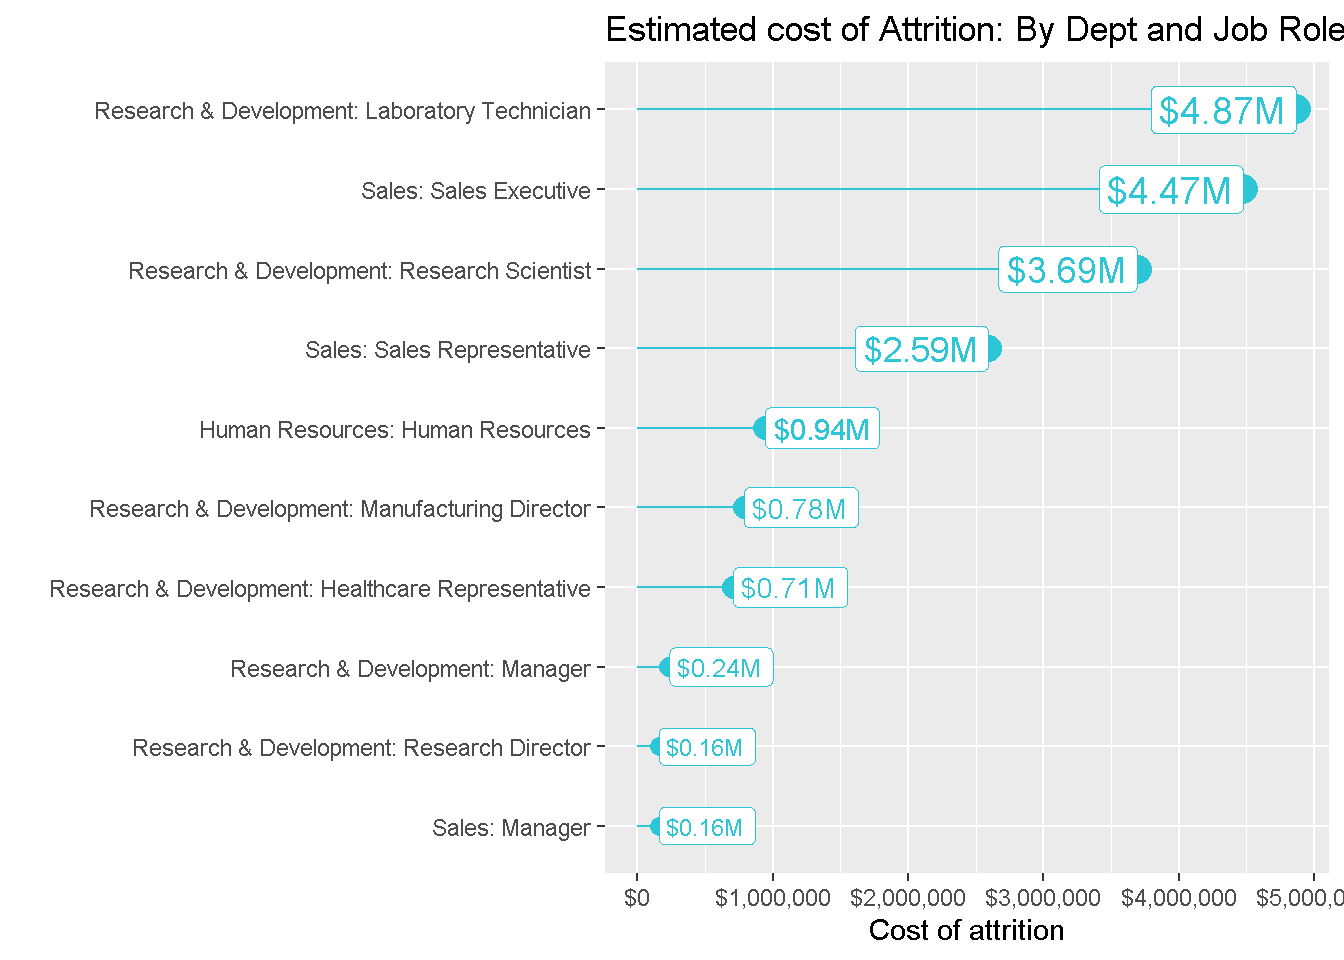 Estimated cost of Attrition: By Dept and Job Role
Research & Development: Laboratory Technician
$4.87M
Sales: Sales Executive
$4.47M
Research & Development: Research Scientist
$3.69M
Sales: Sales Representative
$2.59M
Human Resources: Human Resources
$0.94M
Research & Development: Manufacturing Director
$0.78M
Research & Development: Healthcare Representative
$0.71M
Research & Development: Manager
$0.24M
Research & Development: Research Director
$0.16M
Sales: Manager
$0.16M
$0 $1,000,000 $2,000,000 $3,000,000 $4,000,000 $5,000,0
Cost of attrition